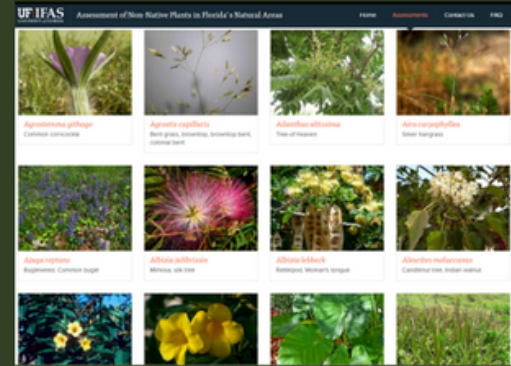 UF IFAS
UNIVERSITY of FLORIDA
Assessment of Non-Native Plants in Florida's Natural Areas
Home
Assessments
Contact Us
FAQ
Agrostemma githago
Common corncockle
Agrostis capillaris
Bent grass, browntop, browntop bent,
colonial bent
Ailanthus altissima
Tree of Heaven
Aira caryophyllea
Silver hairgrass
Ajuga reptans
Bugleweed, Common bugle
Albizia julibrissin
Mimosa, silk tree
Albizia lebbeck
Rattlepod, Woman's tongue
Aleurites moluccanus
Candlenut tree, Indian walnut